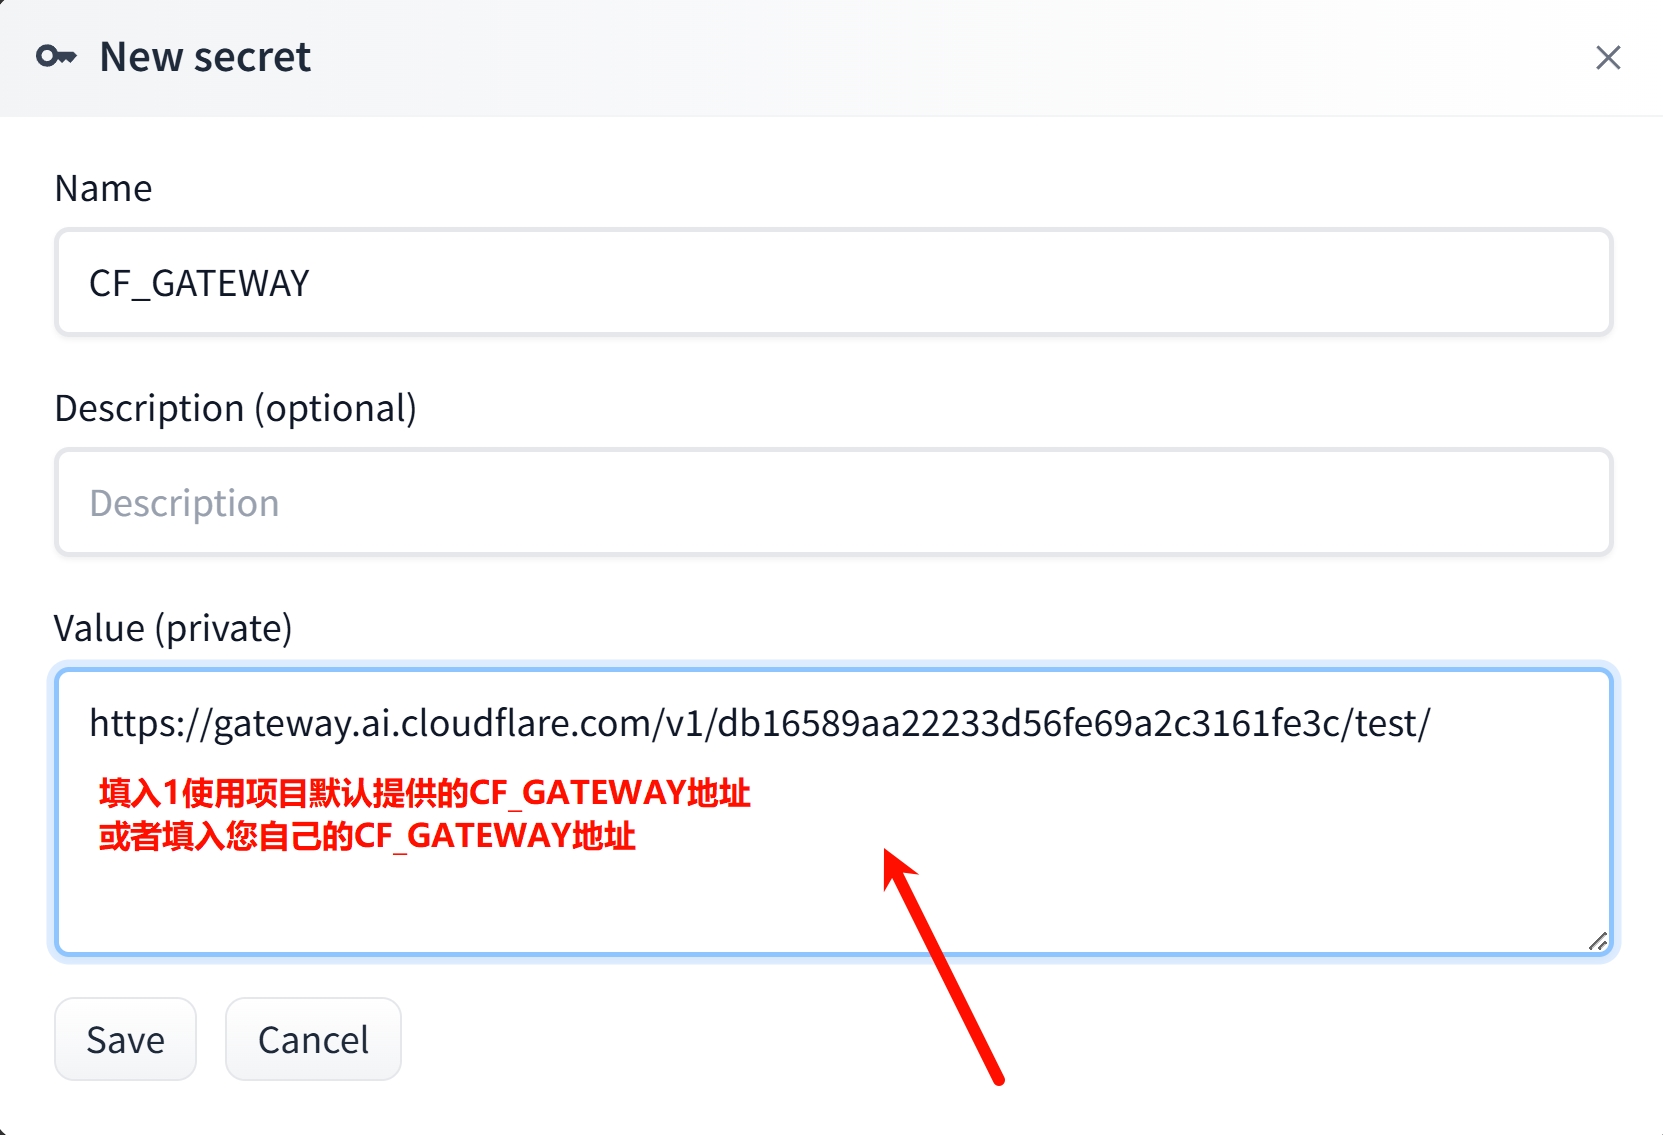 New secret
Name
CF_GATEWAY
Description (optional)
Description
Value (private)
https://gateway.ai.cloudflare.com/v1/db16589aa22233d56fe69a2c3161fe3c/test/
填入1使用项目默认提供的CF_GATEWAY地址
或者填入您自己的CF_GATEWAY地址
Save
Cancel